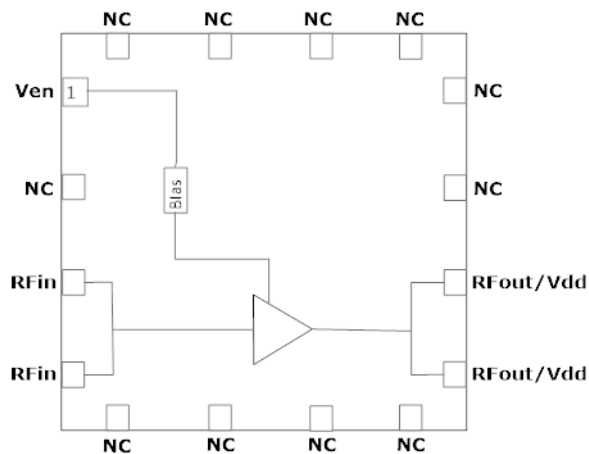 NC NC NC NC
Ven 1 NC
NC NC
Bias
RFin RFout/Vdd
RFin RFout/Vdd
NC NC NC NC